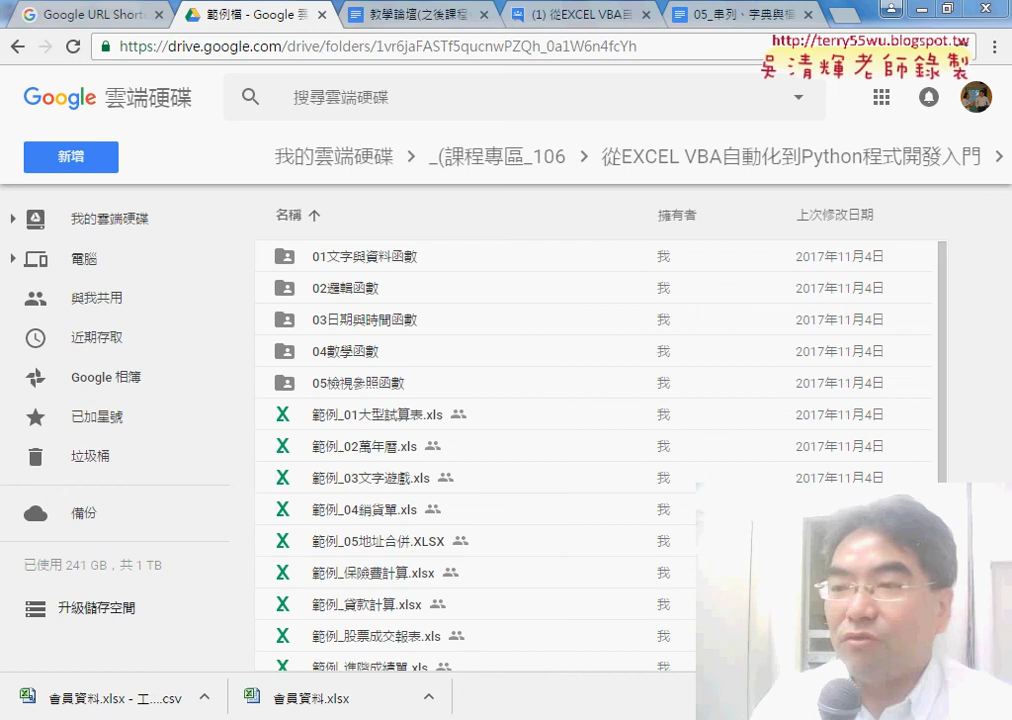 Google URL Short
範例檔 - Google 雲
教學論壇(之後課程
(1) 從EXCEL VBA自
05_串列、字典與
https://drive.google.com/drive/folders/1vr6jaFASTf5qucnwPZQh_0a1W6n4fcYh
http://terry55wu.blogspot.tw
吳清輝老師錄製
Google 雲端硬碟
搜尋雲端硬碟
新增
我的雲端硬碟 > _(課程專區_106 > 從EXCEL VBA自動化到Python程式開發入門 >
我的雲端硬碟
電腦
與我共用
近期存取
Google 相簿
已加星號
垃圾桶
備份
已使用 241 GB，共 1 TB
升級儲存空間
名稱 擁有者 上次修改日期
01文字與資料函數 我 2017年11月4日
02邏輯函數 我 2017年11月4日
03日期與時間函數 我 2017年11月4日
04數學函數 我 2017年11月4日
05檢視參照函數 我 2017年11月4日
範例_01大型試算表.xls 我 2017年11月4日
範例_02萬年曆.xls 我 2017年11月4日
範例_03文字遊戲.xls 我 2017年11月4日
範例_04銷貨單.xls 我
範例_05地址合併.XLSX 我
範例_保險費計算.xlsx 我
範例_貸款計算.xlsx 我
範例_股票成交報表.xls 我
範例_進階成績單.xls 我
會員資料.xlsx - 工....csv
會員資料.xlsx